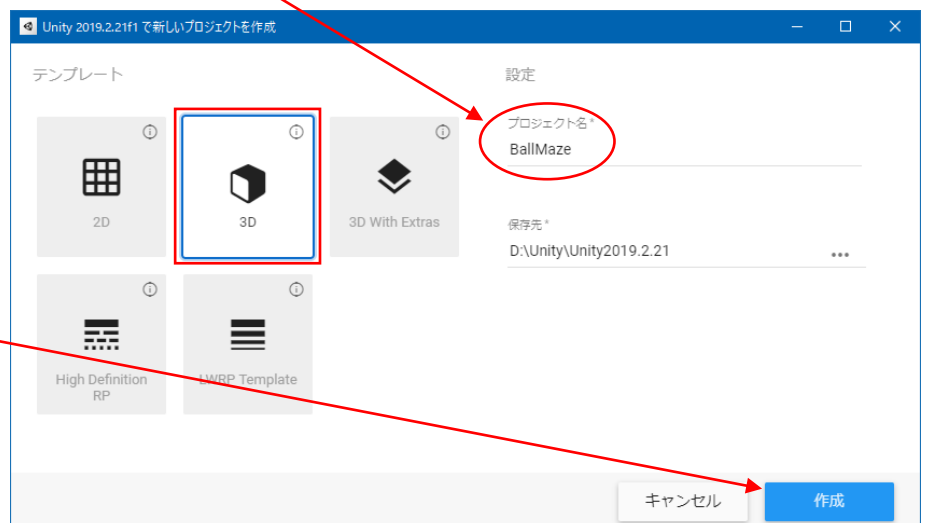 Unity 2019.2.21f1 で新しいプロジェクトを作成
テンプレート
設定
プロジェクト名*
BallMaze
2D
3D
3D With Extras
保存先*
D:\Unity\Unity2019.2.21
High Definition
RP
LWRP Template
キャンセル
作成